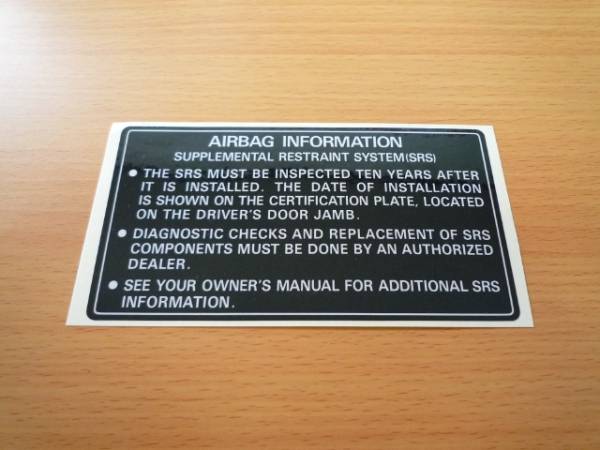 AIRBAG INFORMATION
SUPPLEMENTAL RESTRAINT SYSTEM(SRS)
• THE SRS MUST BE INSPECTED TEN YEARS AFTER
IT IS INSTALLED. THE DATE OF INSTALLATION
IS SHOWN ON THE CERTIFICATION PLATE, LOCATED
ON THE DRIVER'S DOOR JAMB.
• DIAGNOSTIC CHECKS AND REPLACEMENT OF SRS
COMPONENTS MUST BE DONE BY AN AUTHORIZED
DEALER.
• SEE YOUR OWNER'S MANUAL FOR ADDITIONAL SRS
INFORMATION.